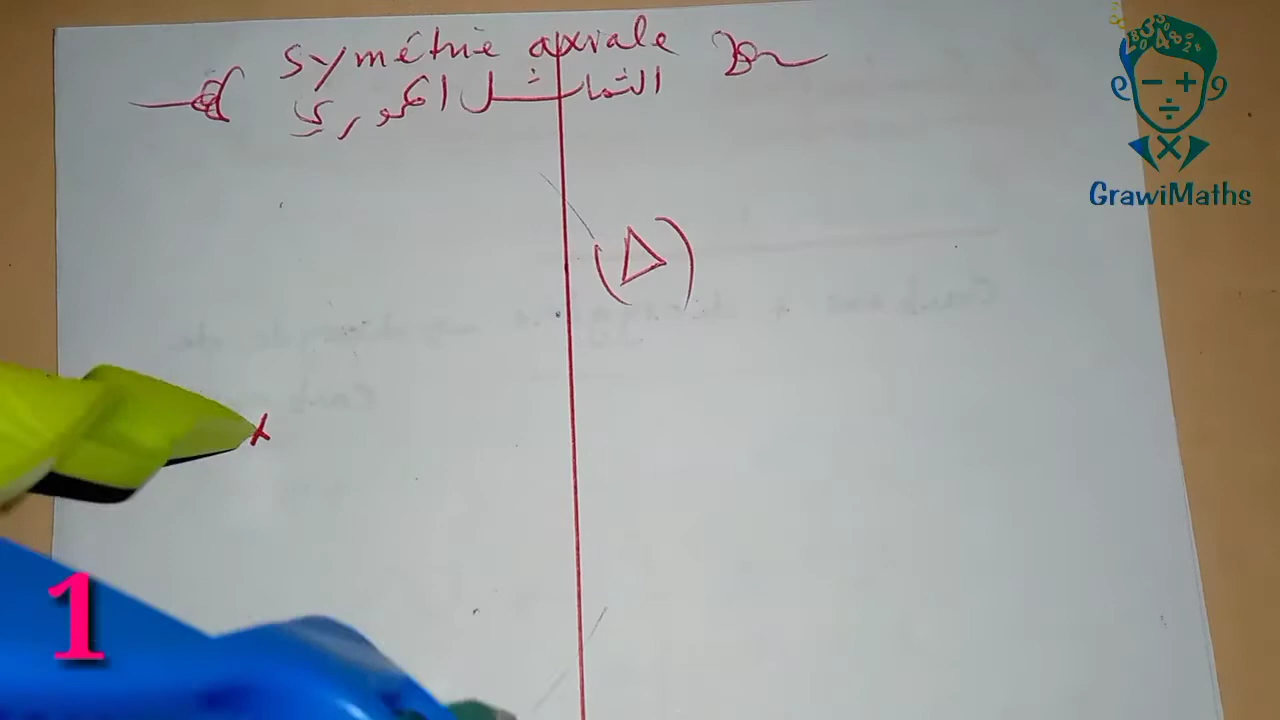 Symétrie axiale
التماثل المحوري
(Δ)
GrawiMaths
1